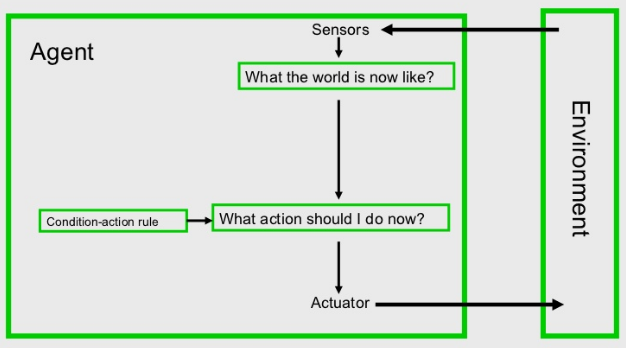 Sensors
Agent
What the world is now like?
Environment
Condition-action rule
What action should I do now?
Actuator